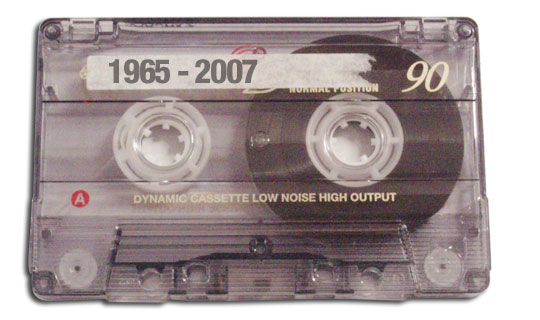 1965 - 2007
NORMAL POSITION
90
A
DYNAMIC CASSETTE LOW NOISE HIGH OUTPUT